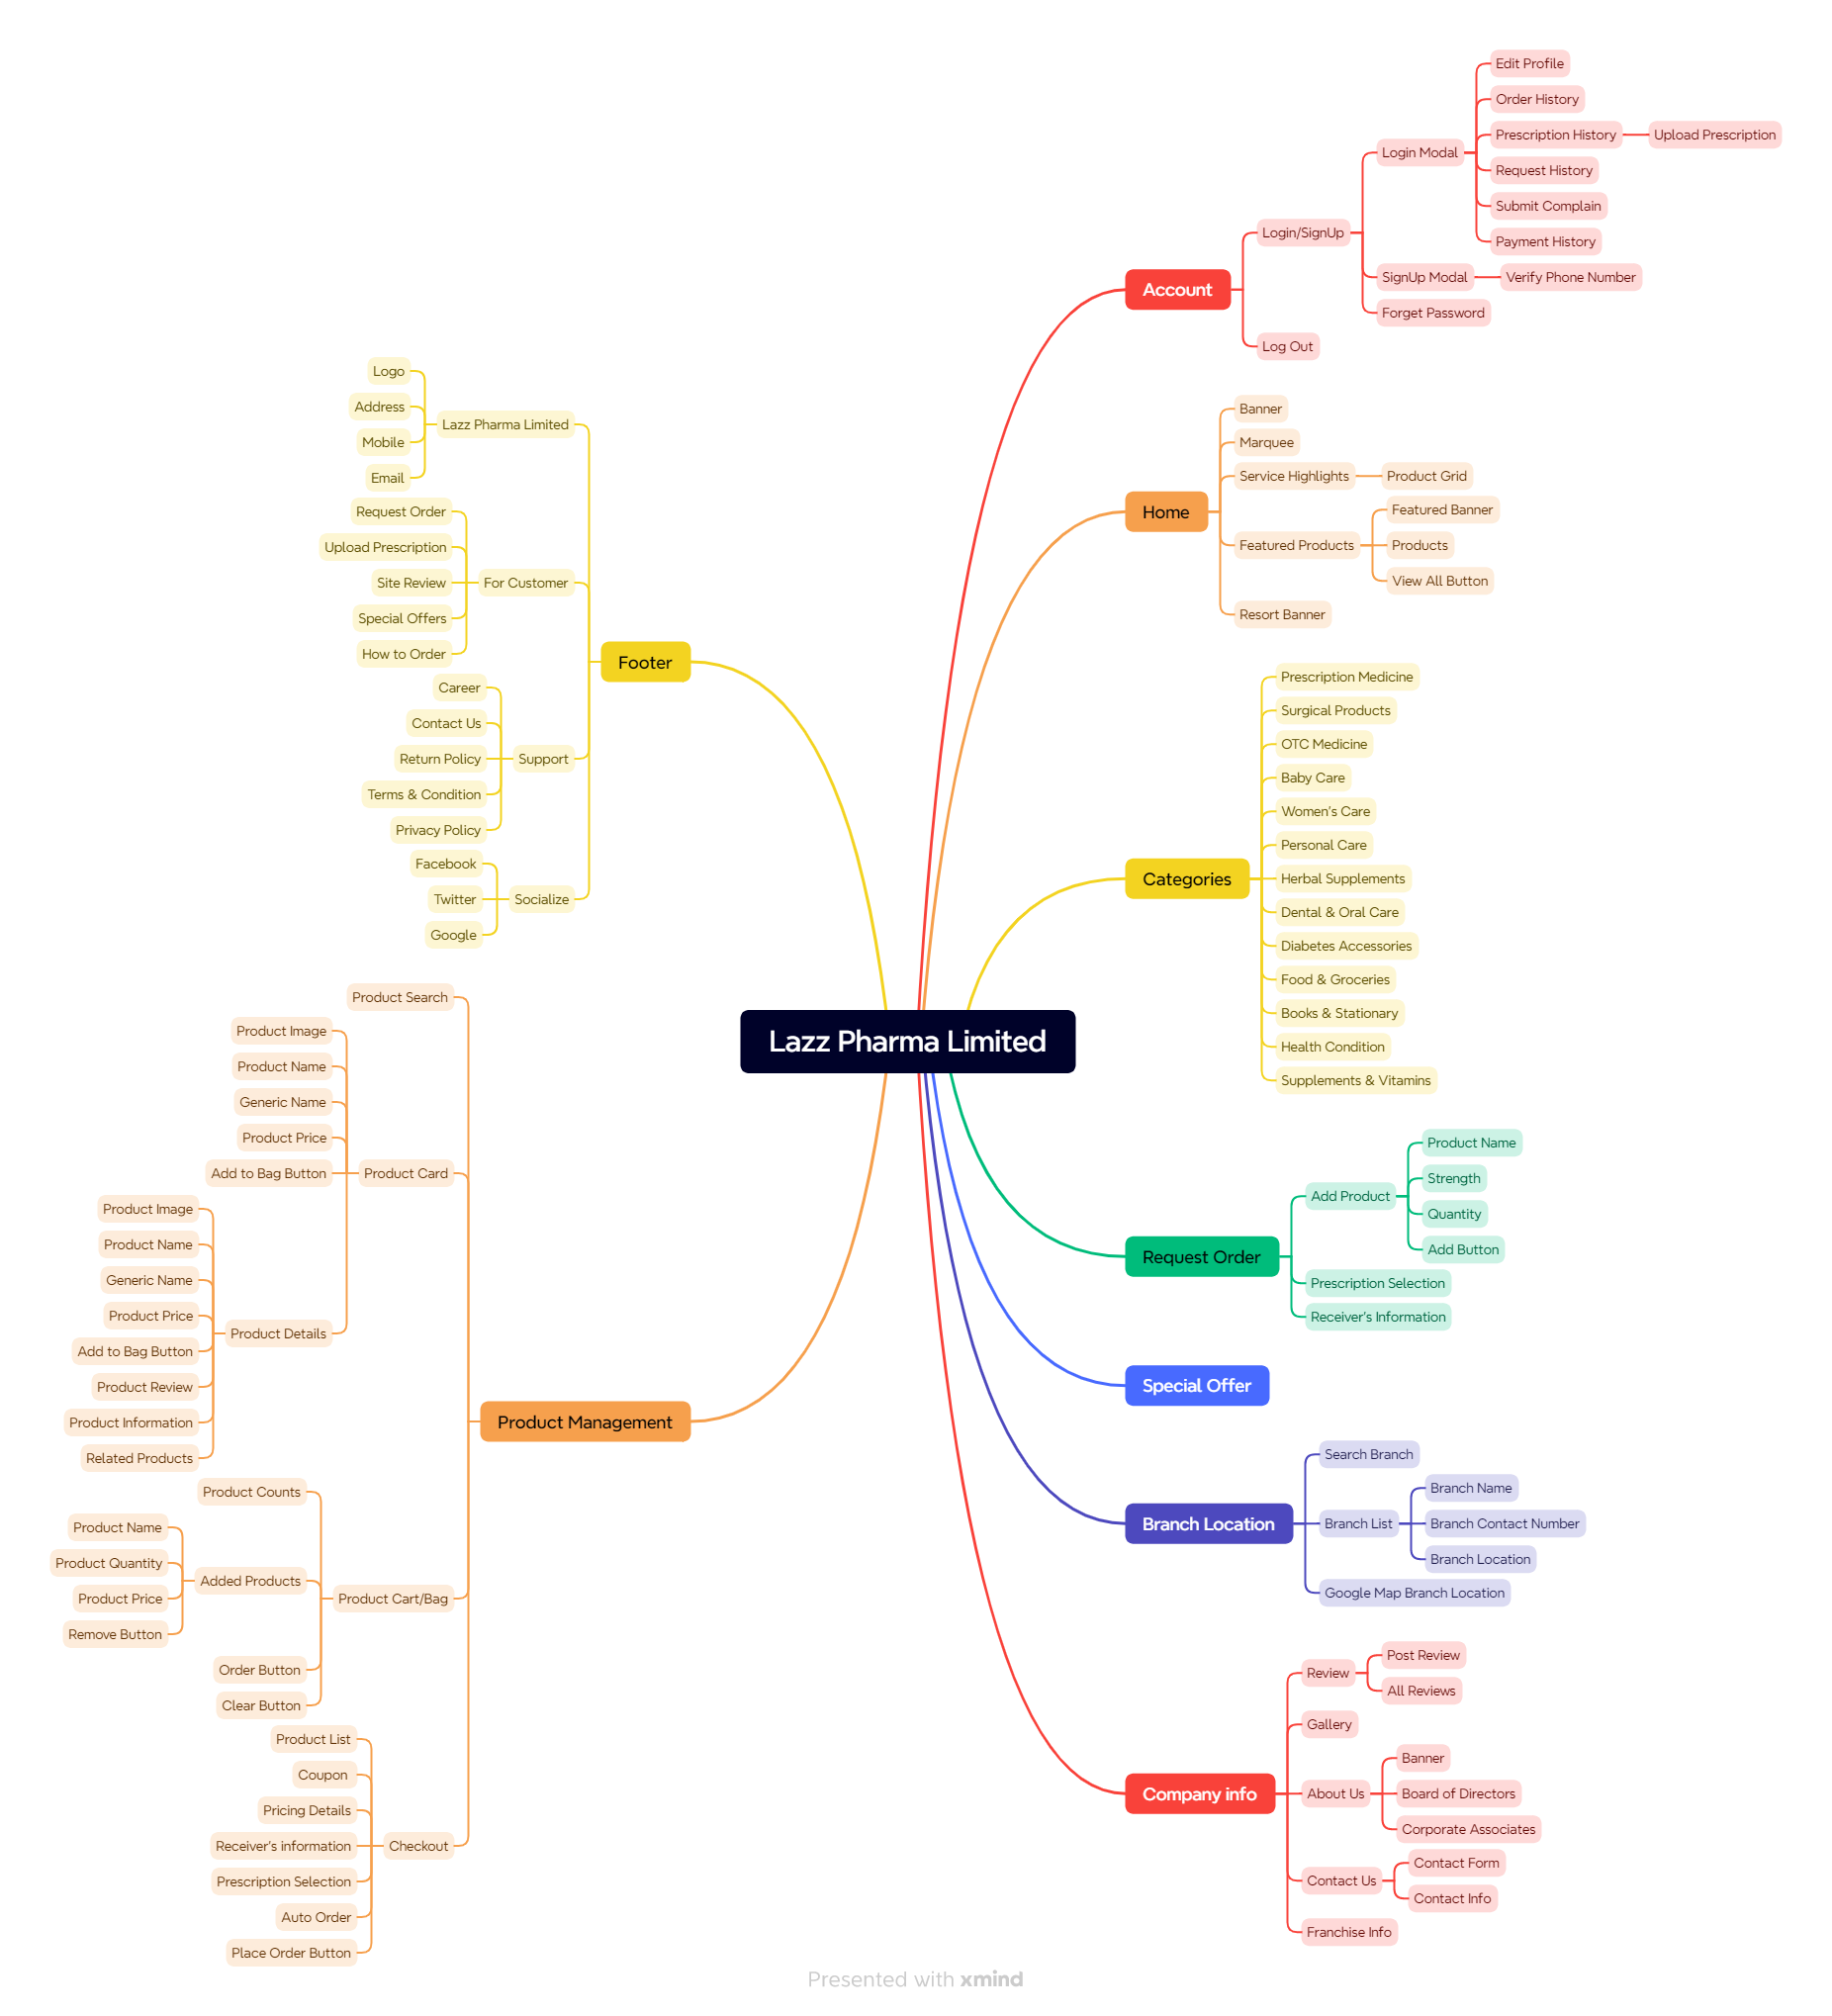 Lazz Pharma Limited
Account
Login/SignUp
Login Modal
Edit Profile
Order History
Prescription History
Upload Prescription
Request History
Submit Complain
Payment History
SignUp Modal
Verify Phone Number
Forget Password
Log Out
Home
Banner
Marquee
Service Highlights
Product Grid
Featured Products
Featured Banner
Products
View All Button
Resort Banner
Categories
Prescription Medicine
Surgical Products
OTC Medicine
Baby Care
Women's Care
Personal Care
Herbal Supplements
Dental & Oral Care
Diabetes Accessories
Food & Groceries
Books & Stationary
Health Condition
Supplements & Vitamins
Request Order
Add Product
Product Name
Strength
Quantity
Add Button
Prescription Selection
Receiver's Information
Special Offer
Branch Location
Search Branch
Branch List
Branch Name
Branch Contact Number
Branch Location
Google Map Branch Location
Company info
Review
Post Review
All Reviews
Gallery
About Us
Banner
Board of Directors
Corporate Associates
Contact Us
Contact Form
Contact Info
Franchise Info
Footer
Lazz Pharma Limited
Logo
Address
Mobile
Email
For Customer
Request Order
Upload Prescription
Site Review
Special Offers
How to Order
Support
Career
Contact Us
Return Policy
Terms & Condition
Privacy Policy
Socialize
Facebook
Twitter
Google
Product Management
Product Search
Product Card
Product Image
Product Name
Generic Name
Product Price
Add to Bag Button
Product Details
Product Image
Product Name
Generic Name
Product Price
Add to Bag Button
Product Review
Product Information
Related Products
Product Cart/Bag
Product Counts
Added Products
Product Name
Product Quantity
Product Price
Remove Button
Order Button
Clear Button
Checkout
Product List
Coupon
Pricing Details
Receiver's information
Prescription Selection
Auto Order
Place Order Button
Presented with xmind